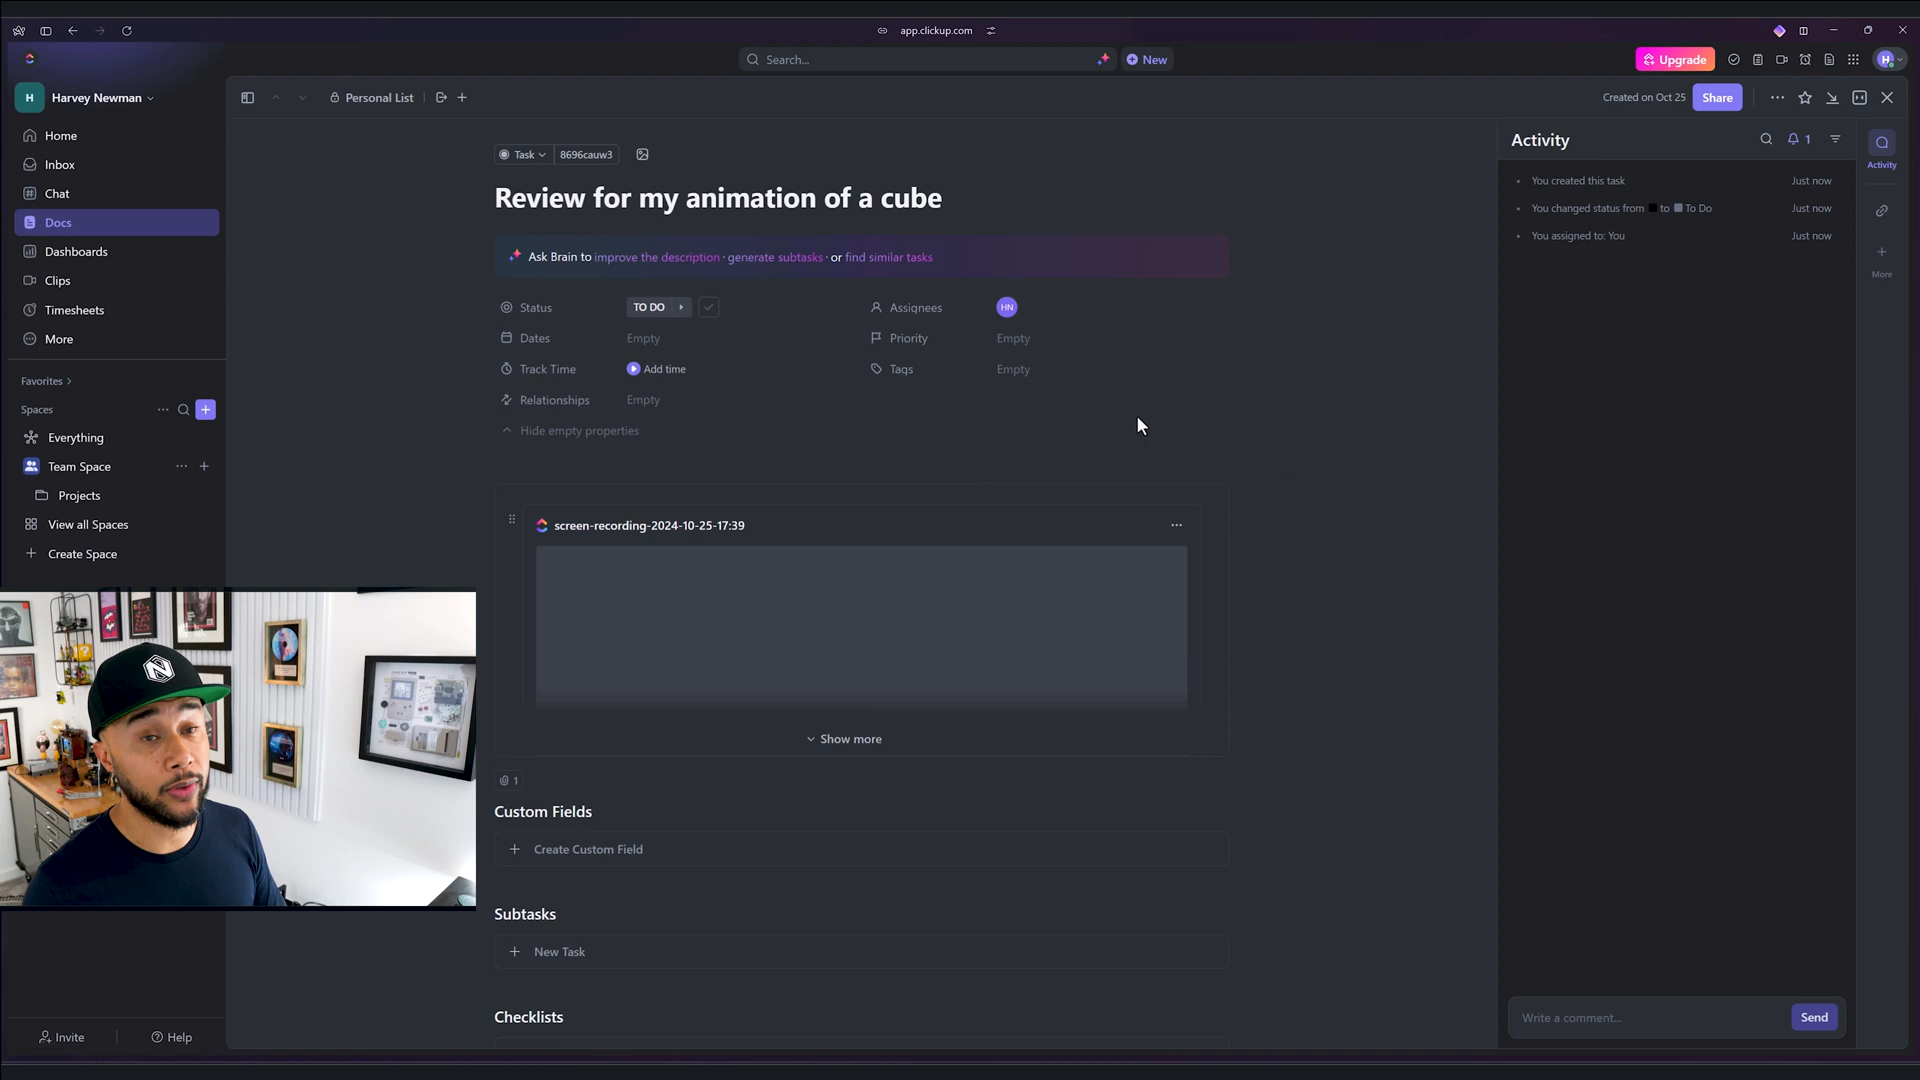 app.clickup.com
Search...
New
Upgrade
H
H
Harvey Newman
Personal List
Created on Oct 25
Share
Home
Inbox
Chat
Docs
Dashboards
Clips
Timesheets
More
Favorites
Spaces
Everything
Team Space
Projects
View all Spaces
Create Space
Invite
Help
Task
8696cauw3
Review for my animation of a cube
Ask Brain to improve the description · generate subtasks · or find similar tasks
Status
TO DO
Assignees
HN
Dates
Empty
Priority
Empty
Track Time
Add time
Tags
Empty
Relationships
Empty
Hide empty properties
screen-recording-2024-10-25-17:39
Show more
1
Custom Fields
Create Custom Field
Subtasks
New Task
Checklists
Activity
1
You created this task
Just now
You changed status from to To Do
Just now
You assigned to: You
Just now
Write a comment...
Send
Activity
More